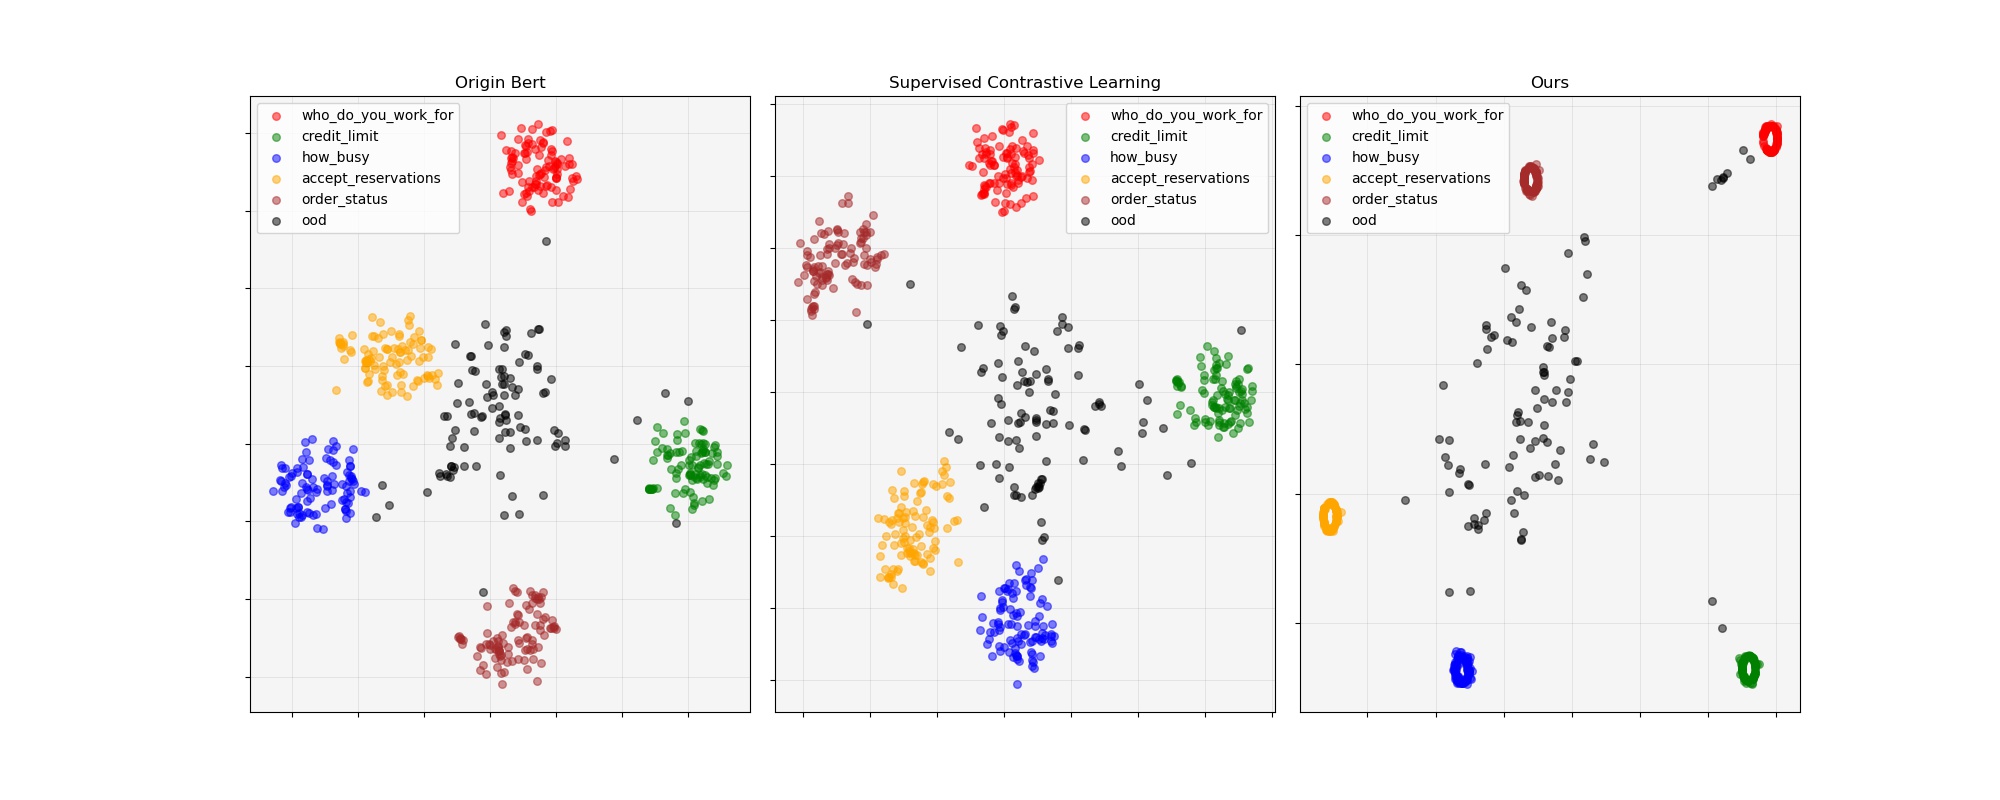 Origin Bert
who_do_you_work_for
credit_limit
how_busy
accept_reservations
order_status
ood
Supervised Contrastive Learning
who_do_you_work_for
credit_limit
how_busy
accept_reservations
order_status
ood
Ours
who_do_you_work_for
credit_limit
how_busy
accept_reservations
order_status
ood